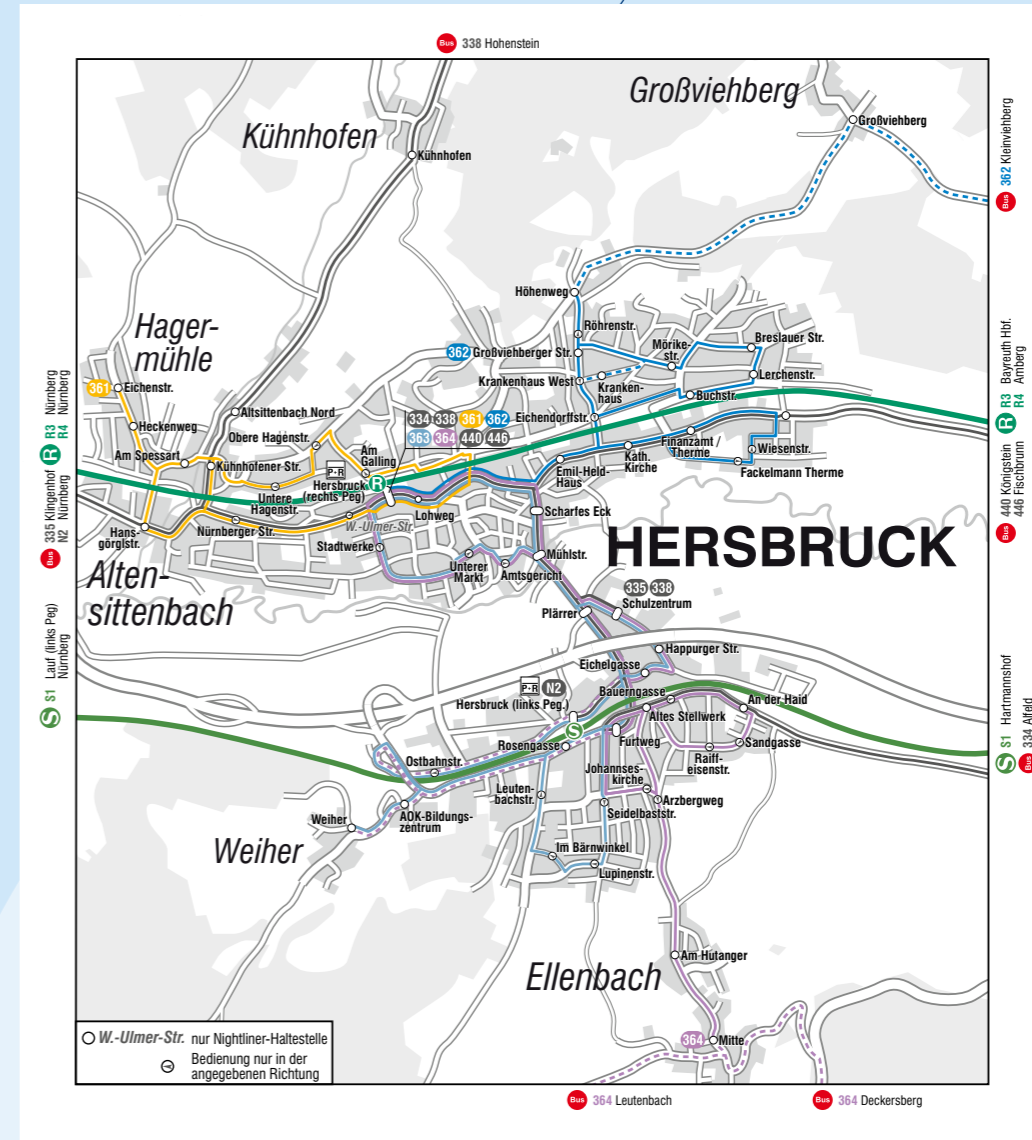 Bus 338 Hohenstein
Großviehberg
Großviehberg
Kühnhofen
Kühnhofen
Bus 362 Kleinviehberg
Höhenweg
Hager-
mühle
Röhrenstr.
Mörike-
str.
Breslauer Str.
362 Großviehberger Str.
Krankenhaus West
Kranken-
haus
Lerchenstr.
Buchstr.
R R3 Nürnberg
R4 Nürnberg
361 Eichenstr.
Heckenweg
Altsittenbach Nord
Obere Hagenstr.
334 338 361 362
363 364 440 446
Eichendorffstr.
R R3 Bayeuth Hbf.
R4 Amberg
Am Spessart
Kühnhofener Str.
Am
Galling
P+R
Hersbruck
(rechts Peg)
R
Untere
Hagenstr.
Emil-Held-
Haus
Kath.
Kirche
Finanzamt /
Therme
Wiesenstr.
Fackelmann Therme
Bus 335 Klingenhof
N2 Nürnberg
Hans-
görglstr.
Nürnberger Str.
W.-Ulmer-Str.
Lohweg
Scharfes Eck
Bus 440 Königstein
446 Fischbrunn
Stadtwerke
Unterer
Markt
Amtsgericht
Mühlstr.
HERSBRUCK
Alten-
sittenbach
335 338
Schulzentrum
Plärrer
Happurger Str.
Eichelgasse
S S1 Lauf (links Peg)
Nürnberg
P+R N2
Hersbruck (links Peg.)
S
Bauerngasse
An der Haid
Altes Stellwerk
Rosengasse
Furtweg
Sandgasse
Raiff-
eisenstr.
S S1 Hartmannshof
Bus 334 Alfeld
Ostbahnstr.
Johannses-
kirche
Leuten-
bachstr.
Arzbergweg
Seidelbaststr.
AOK-Bildungs-
zentrum
Weiher
Weiher
Im Bärnwinkel
Lupinenstr.
Am Hutanger
Ellenbach
364 Mitte
W.-Ulmer-Str. nur Nightliner-Haltestelle
Bedienung nur in der
angegebenen Richtung
Bus 364 Leutenbach
Bus 364 Deckersberg